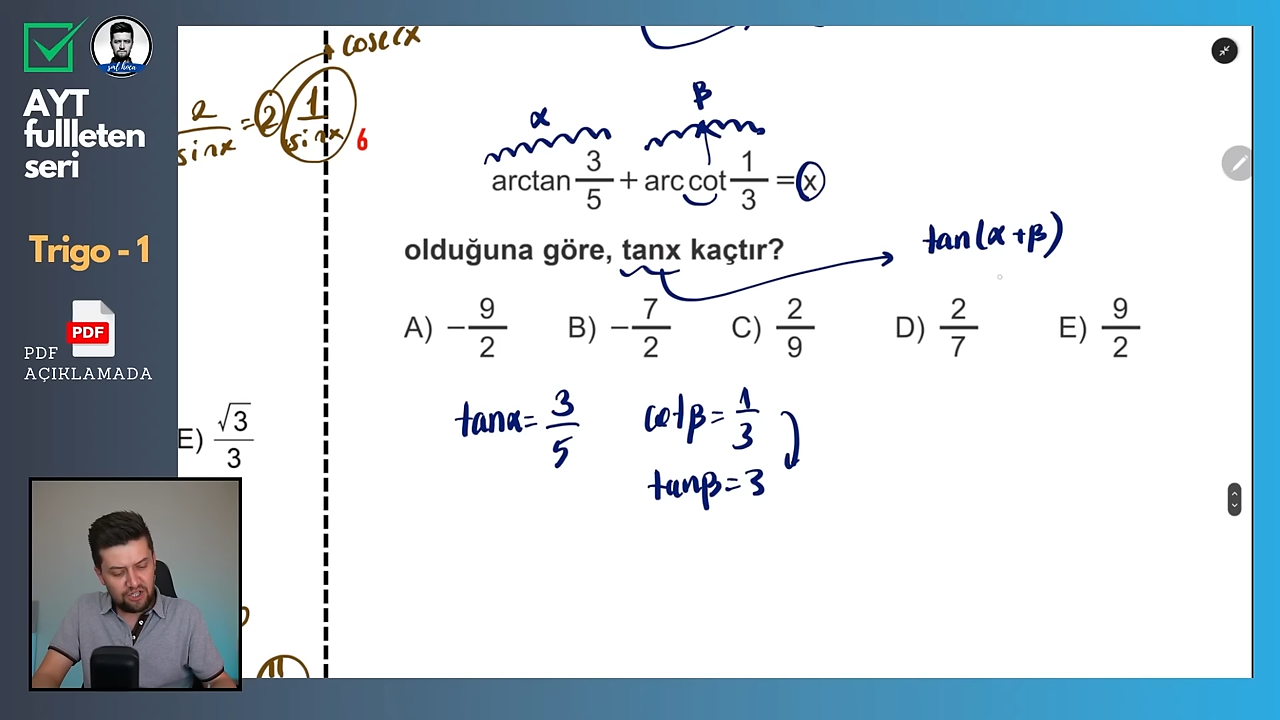 AYT
fullleten
seri
Trigo - 1
PDF
PDF
AÇIKLAMADA
cosecx
2/sinx = 2 1/sinx
6
α
β
arctan 3/5 + arc cot 1/3 = x
olduğuna göre, tanx kaçtır?
tan(α+β)
A) −9/2 B) −7/2 C) 2/9 D) 2/7 E) 9/2
tanα = 3/5 cotβ = 1/3
tanβ = 3
E) √3/3